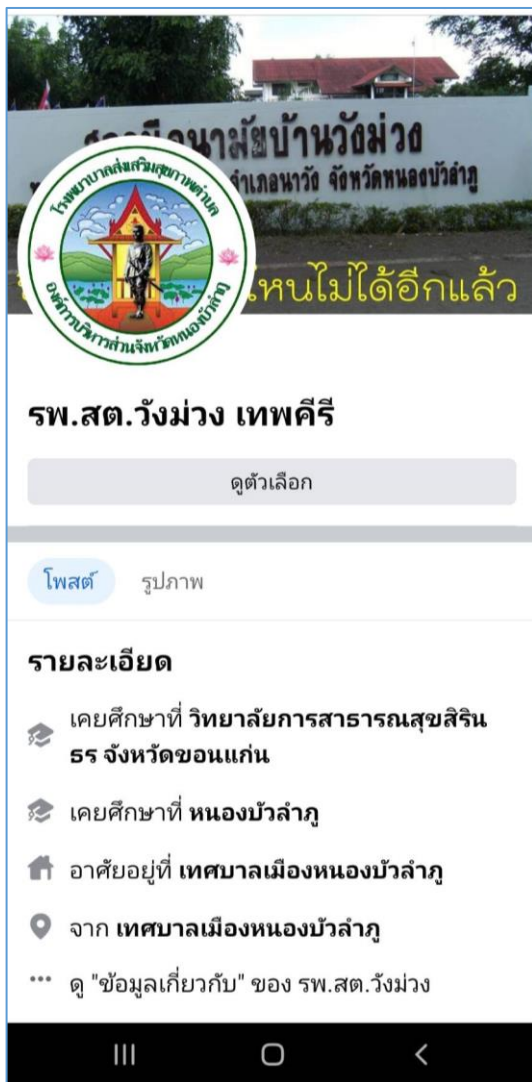 นามัยบ้านวังม่วง
อำเภอนาวัง จังหวัดหนองบัวลำภู
โรงพยาบาลส่งเสริมสุขภาพตำบล
องค์การบริหารส่วนจังหวัดหนองบัวลำภู
ไหนไม่ได้อีกแล้ว
รพ.สต.วังม่วง เทพคีรี
ดูตัวเลือก
โพสต์ รูปภาพ
รายละเอียด
เคยศึกษาที่ วิทยาลัยการสาธารณสุขสิริน
ธร จังหวัดขอนแก่น
เคยศึกษาที่ หนองบัวลำภู
อาศัยอยู่ที่ เทศบาลเมืองหนองบัวลำภู
จาก เทศบาลเมืองหนองบัวลำภู
ดู "ข้อมูลเกี่ยวกับ" ของ รพ.สต.วังม่วง